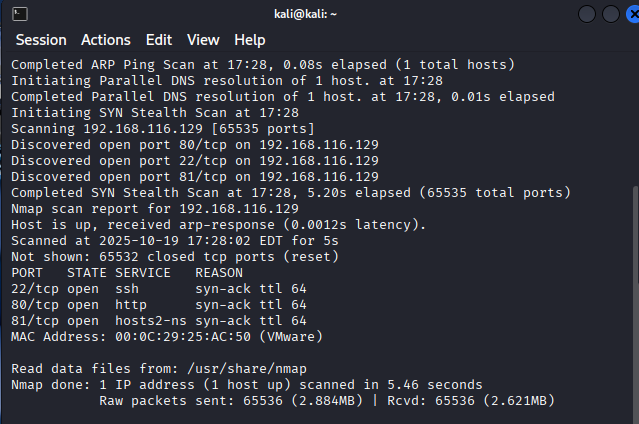 kali@kali: ~
Session Actions Edit View Help
Completed ARP Ping Scan at 17:28, 0.08s elapsed (1 total hosts)
Initiating Parallel DNS resolution of 1 host. at 17:28
Completed Parallel DNS resolution of 1 host. at 17:28, 0.01s elapsed
Initiating SYN Stealth Scan at 17:28
Scanning 192.168.116.129 [65535 ports]
Discovered open port 80/tcp on 192.168.116.129
Discovered open port 22/tcp on 192.168.116.129
Discovered open port 81/tcp on 192.168.116.129
Completed SYN Stealth Scan at 17:28, 5.20s elapsed (65535 total ports)
Nmap scan report for 192.168.116.129
Host is up, received arp-response (0.0012s latency).
Scanned at 2025-10-19 17:28:02 EDT for 5s
Not shown: 65532 closed tcp ports (reset)
PORT   STATE SERVICE   REASON
22/tcp open  ssh       syn-ack ttl 64
80/tcp open  http      syn-ack ttl 64
81/tcp open  hosts2-ns syn-ack ttl 64
MAC Address: 00:0C:29:25:AC:50 (VMware)
Read data files from: /usr/share/nmap
Nmap done: 1 IP address (1 host up) scanned in 5.46 seconds
           Raw packets sent: 65536 (2.884MB) | Rcvd: 65536 (2.621MB)